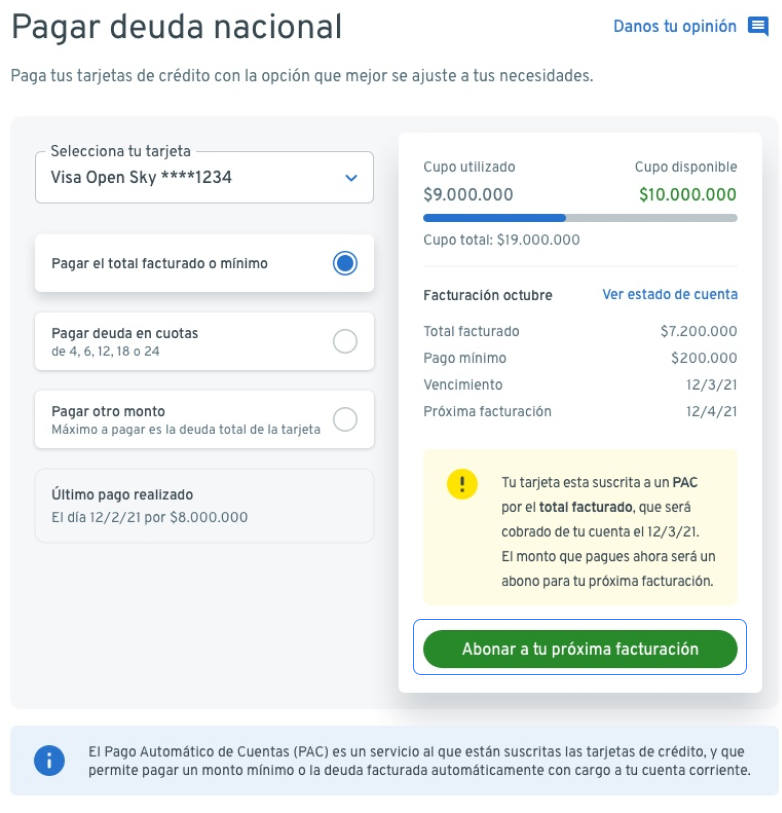 Pagar deuda nacional
Danos tu opinión
Paga tus tarjetas de crédito con la opción que mejor se ajuste a tus necesidades.
Selecciona tu tarjeta
Visa Open Sky ****1234
Pagar el total facturado o mínimo
Pagar deuda en cuotas
de 4, 6, 12, 18 o 24
Pagar otro monto
Máximo a pagar es la deuda total de la tarjeta
Último pago realizado
El día 12/2/21 por $8.000.000
Cupo utilizado Cupo disponible
$9.000.000 $10.000.000
Cupo total: $19.000.000
Facturación octubre Ver estado de cuenta
Total facturado $7.200.000
Pago mínimo $200.000
Vencimiento 12/3/21
Próxima facturación 12/4/21
! Tu tarjeta esta suscrita a un PAC
por el total facturado, que será
cobrado de tu cuenta el 12/3/21.
El monto que pagues ahora será un
abono para tu próxima facturación.
Abonar a tu próxima facturación
i El Pago Automático de Cuentas (PAC) es un servicio al que están suscritas las tarjetas de crédito, y que
permite pagar un monto mínimo o la deuda facturada automáticamente con cargo a tu cuenta corriente.